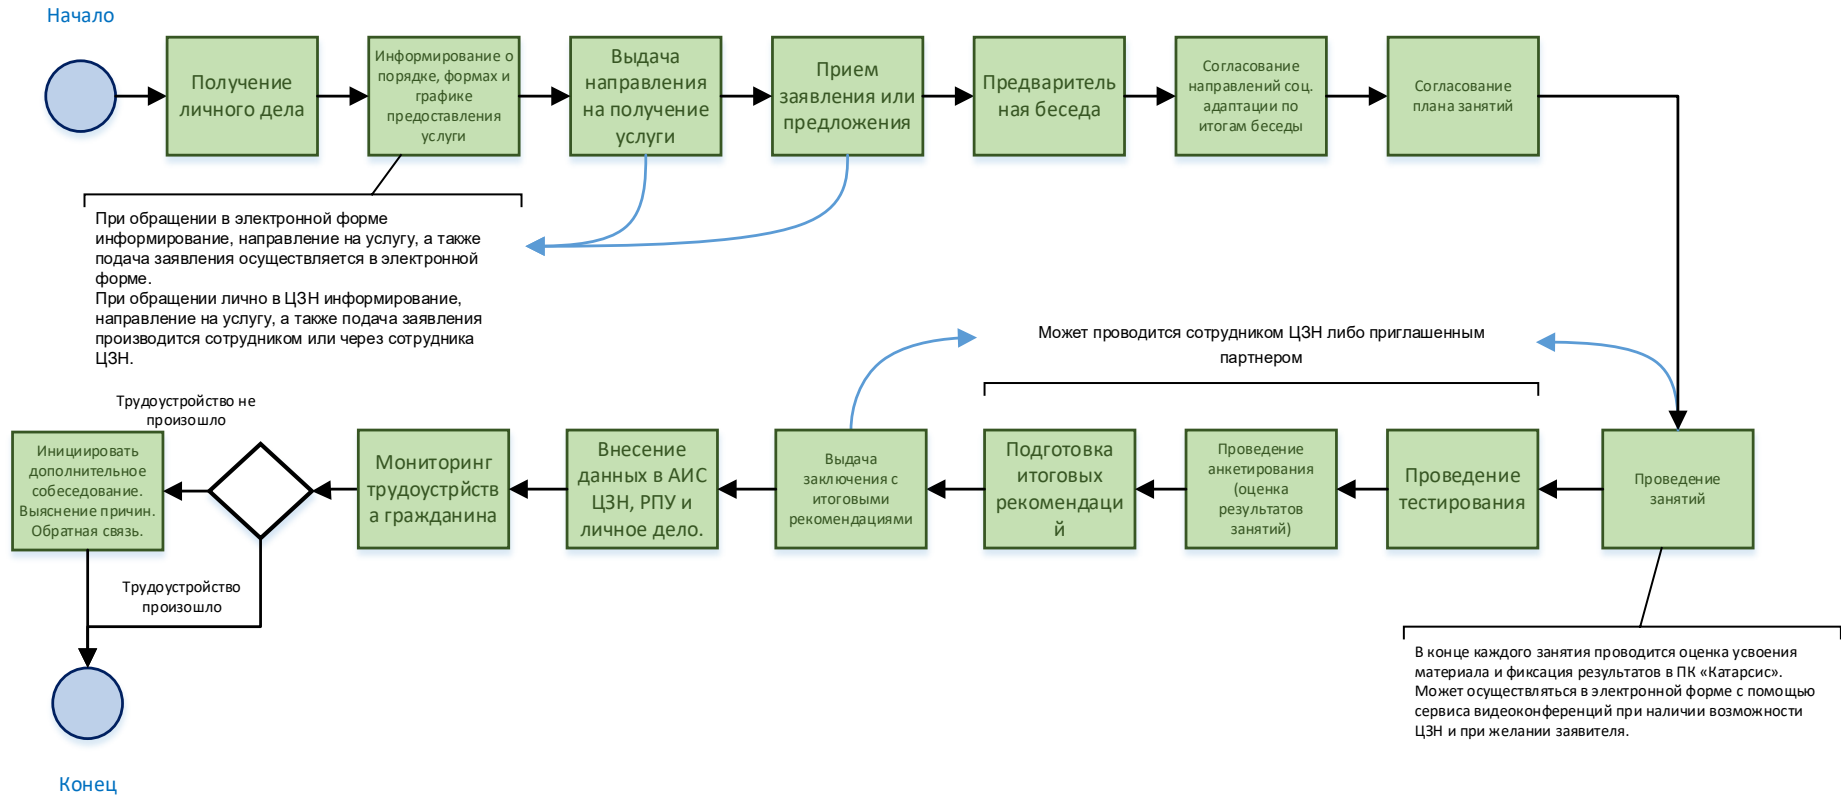 Начало
Получение
личного дела
Информирование о
порядке, формах и
графике
предоставления
услуги
Выдача
направления
на получение
услуги
Прием
заявления или
предложения
Предваритель
ная беседа
Согласование
направлений соц.
адаптации по
итогам беседы
Согласование
плана занятий
При обращении в электронной форме
информирование, направление на услугу, а также
подача заявления осуществляется в электронной
форме.
При обращении лично в ЦЗН информирование,
направление на услугу, а также подача заявления
производится сотрудником или через сотрудника
ЦЗН.
Может проводится сотрудником ЦЗН либо приглашенным
партнером
Трудоустройство не
произошло
Инициировать
дополнительное
собеседование.
Выяснение причин.
Обратная связь.
Мониторинг
трудоустройств
а гражданина
Внесение
данных в АИС
ЦЗН, РПУ и
личное дело.
Выдача
заключения с
итоговыми
рекомендациями
Подготовка
итоговых
рекомендаци
й
Проведение
анкетирования
(оценка
результатов
занятий)
Проведение
тестирования
Проведение
занятий
Трудоустройство
произошло
В конце каждого занятия проводится оценка усвоения
материала и фиксация результатов в ПК «Катарсис».
Может осуществляться в электронной форме с помощью
сервиса видеоконференций при наличии возможности
ЦЗН и при желании заявителя.
Конец